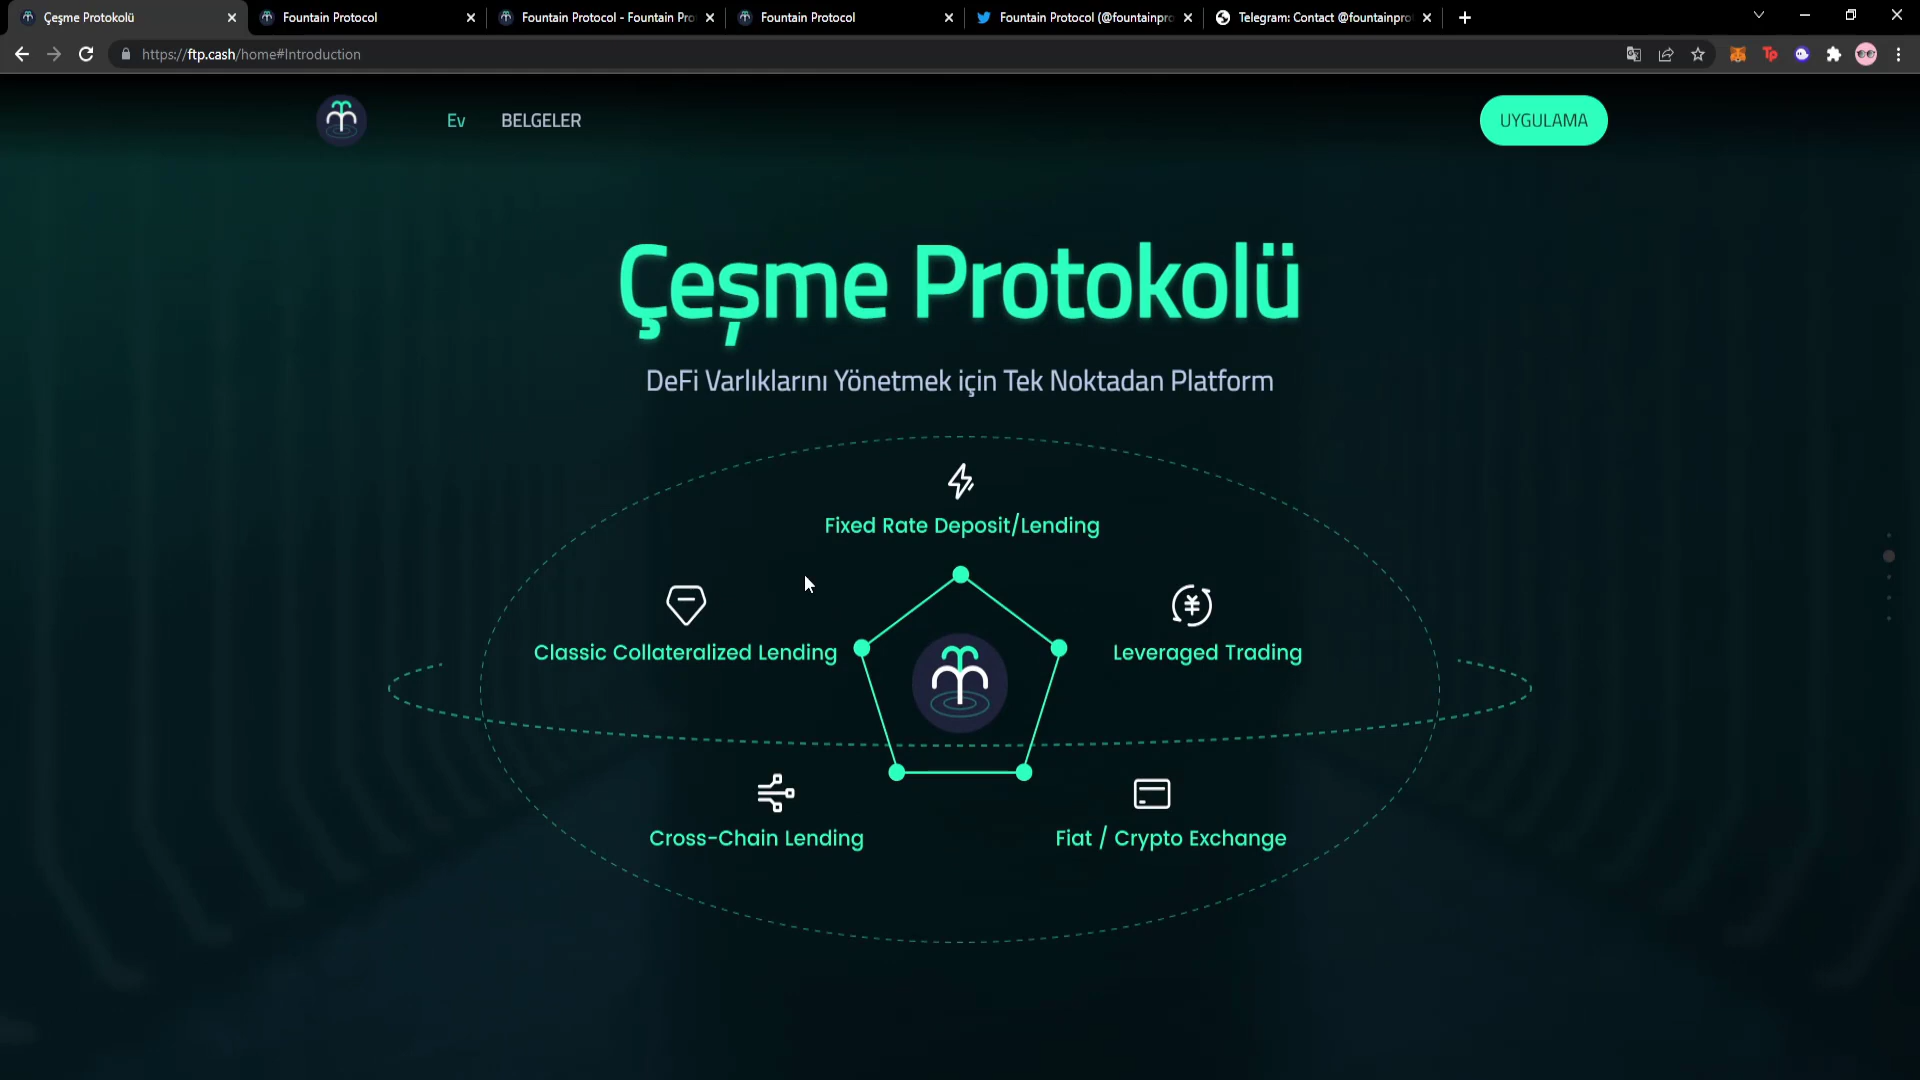 Çeşme Protokolü
Fountain Protocol
Fountain Protocol - Fountain Pro
Fountain Protocol
Fountain Protocol (@fountainpro
Telegram: Contact @fountainpro
https://ftp.cash/home#Introduction
Ev
BELGELER
UYGULAMA
Çeşme Protokolü
DeFi Varlıklarını Yönetmek için Tek Noktadan Platform
Fixed Rate Deposit/Lending
Classic Collateralized Lending
Leveraged Trading
Cross-Chain Lending
Fiat / Crypto Exchange